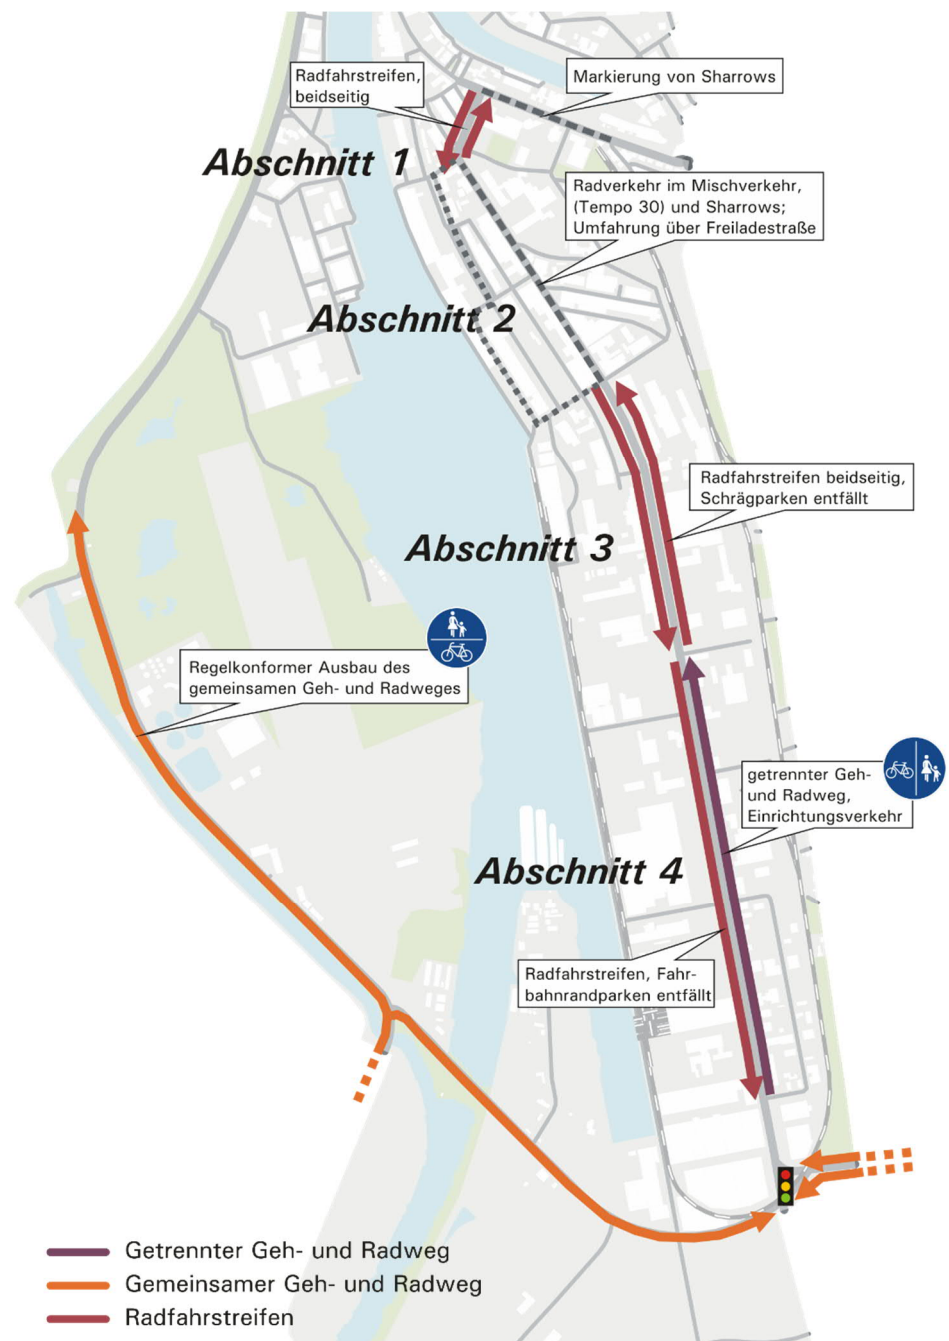 Radfahrstreifen,
beidseitig
Markierung von Sharrows
Abschnitt 1
Radverkehr im Mischverkehr,
(Tempo 30) und Sharrows;
Umfahrung über Freiladestraße
Abschnitt 2
Radfahrstreifen beidseitig,
Schrägparken entfällt
Abschnitt 3
Regelkonformer Ausbau des
gemeinsamen Geh- und Radweges
getrennter Geh-
und Radweg,
Einrichtungsverkehr
Abschnitt 4
Radfahrstreifen, Fahr-
bahnrandparken entfällt
Getrennter Geh- und Radweg
Gemeinsamer Geh- und Radweg
Radfahrstreifen